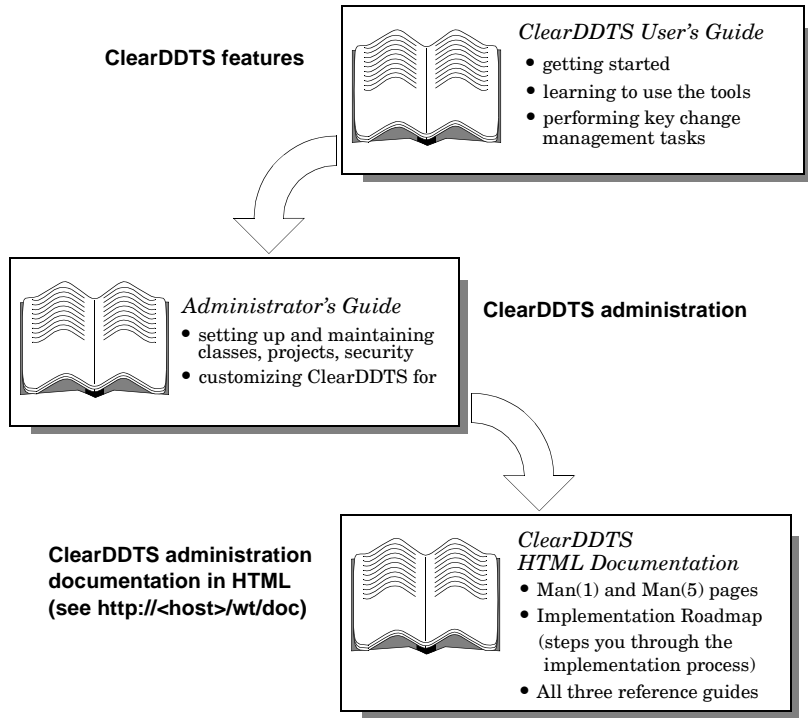 ClearDDTS features
ClearDDTS User's Guide
• getting started
• learning to use the tools
• performing key change
management tasks
Administrator's Guide
• setting up and maintaining
classes, projects, security
• customizing ClearDDTS for
ClearDDTS administration
ClearDDTS administration
documentation in HTML
(see http://<host>/wt/doc)
ClearDDTS
HTML Documentation
• Man(1) and Man(5) pages
• Implementation Roadmap
(steps you through the
implementation process)
• All three reference guides